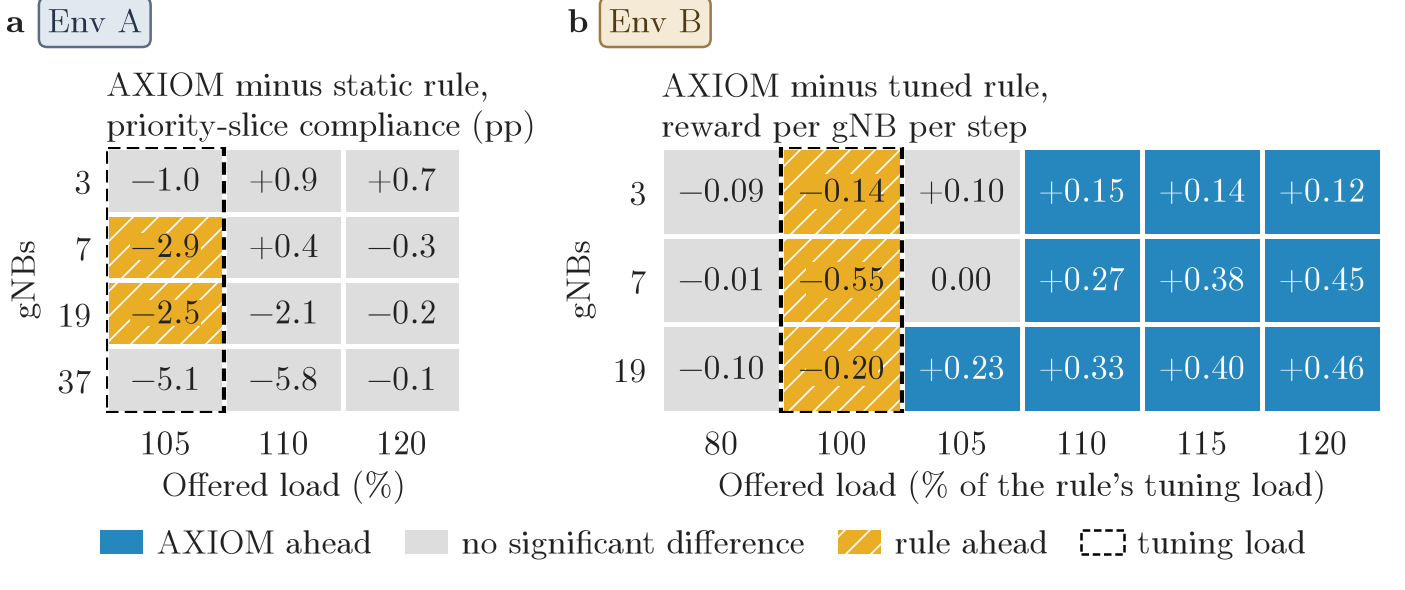 a Env A
AXIOM minus static rule,
priority-slice compliance (pp)
gNBs
3 −1.0 +0.9 +0.7
7 −2.9 +0.4 −0.3
19 −2.5 −2.1 −0.2
37 −5.1 −5.8 −0.1
105 110 120
Offered load (%)
b Env B
AXIOM minus tuned rule,
reward per gNB per step
gNBs
3 −0.09 −0.14 +0.10 +0.15 +0.14 +0.12
7 −0.01 −0.55 0.00 +0.27 +0.38 +0.45
19 −0.10 −0.20 +0.23 +0.33 +0.40 +0.46
80 100 105 110 115 120
Offered load (% of the rule's tuning load)
AXIOM ahead no significant difference rule ahead tuning load